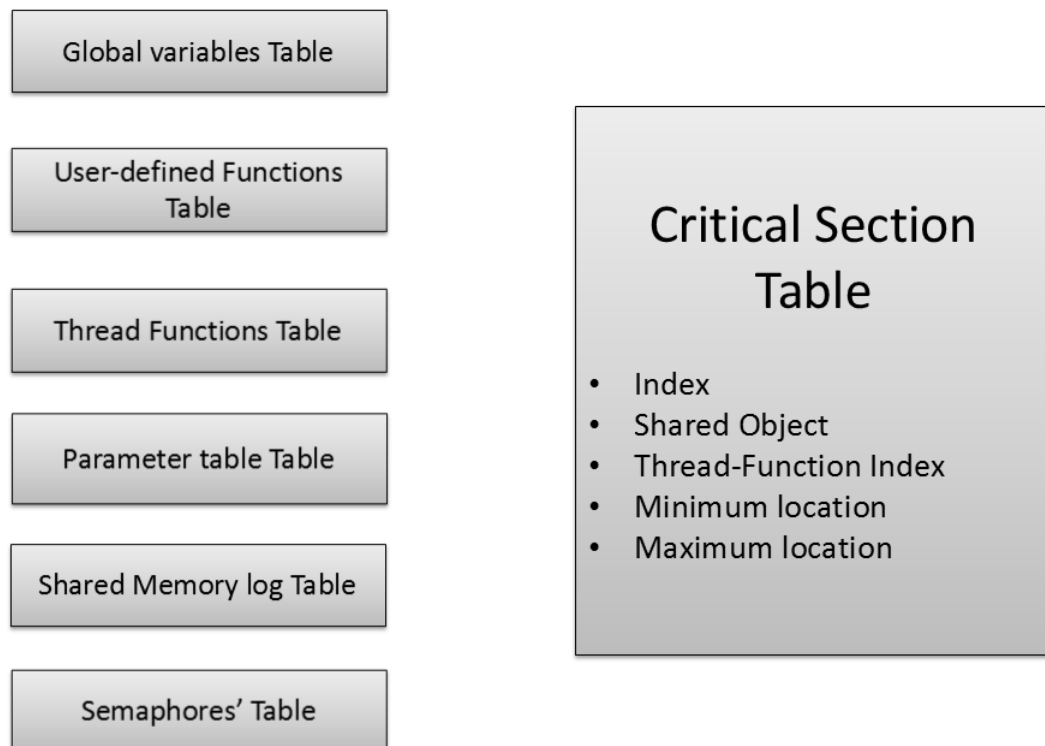 Global variables Table
User-defined Functions
Table
Thread Functions Table
Parameter table Table
Shared Memory log Table
Semaphores’ Table
Critical Section
Table
• Index
• Shared Object
• Thread-Function Index
• Minimum location
• Maximum location